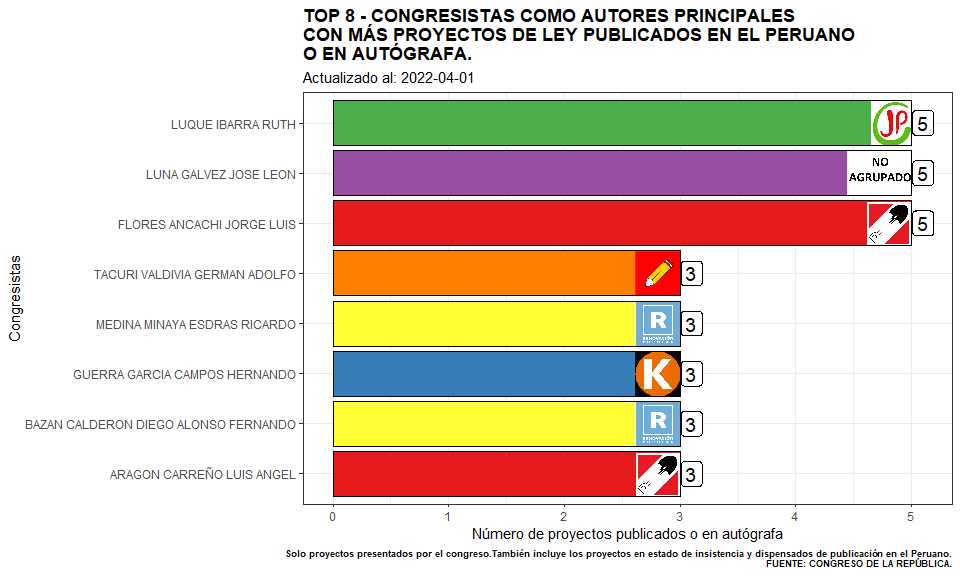 TOP 8 - CONGRESISTAS COMO AUTORES PRINCIPALES
CON MÁS PROYECTOS DE LEY PUBLICADOS EN EL PERUANO
O EN AUTÓGRAFA.
Actualizado al: 2022-04-01
Congresistas
LUQUE IBARRA RUTH
JP
5
LUNA GALVEZ JOSE LEON
NO
AGRUPADO
5
FLORES ANCACHI JORGE LUIS
5
TACURI VALDIVIA GERMAN ADOLFO
3
MEDINA MINAYA ESDRAS RICARDO
R
RENOVACIÓN
POPULAR
3
GUERRA GARCIA CAMPOS HERNANDO
K
3
BAZAN CALDERON DIEGO ALONSO FERNANDO
R
RENOVACIÓN
POPULAR
3
ARAGON CARREÑO LUIS ANGEL
3
0 1 2 3 4 5
Número de proyectos publicados o en autógrafa
Solo proyectos presentados por el congreso.También incluye los proyectos en estado de insistencia y dispensados de publicación en el Peruano.
FUENTE: CONGRESO DE LA REPÚBLICA.